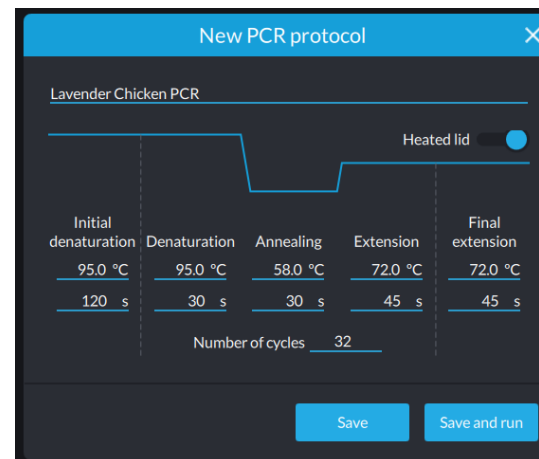 New PCR protocol
Lavender Chicken PCR
Heated lid
Initial denaturation Denaturation Annealing Extension Final extension
95.0 °C 95.0 °C 58.0 °C 72.0 °C 72.0 °C
120 s 30 s 30 s 45 s 45 s
Number of cycles 32
Save Save and run